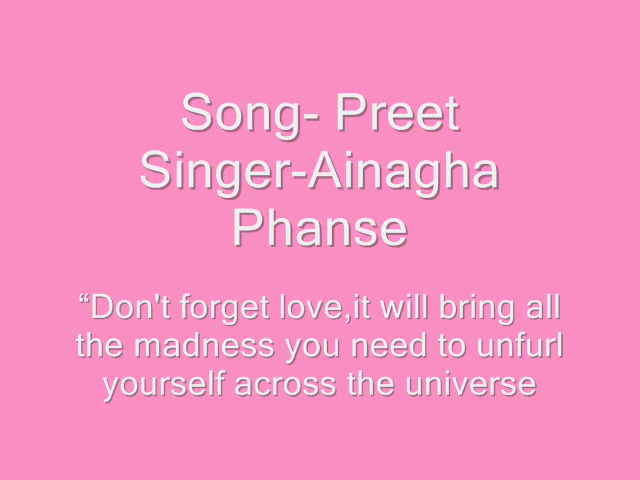 Song- Preet
Singer-Ainagha
Phanse
“Don't forget love,it will bring all
the madness you need to unfurl
yourself across the universe